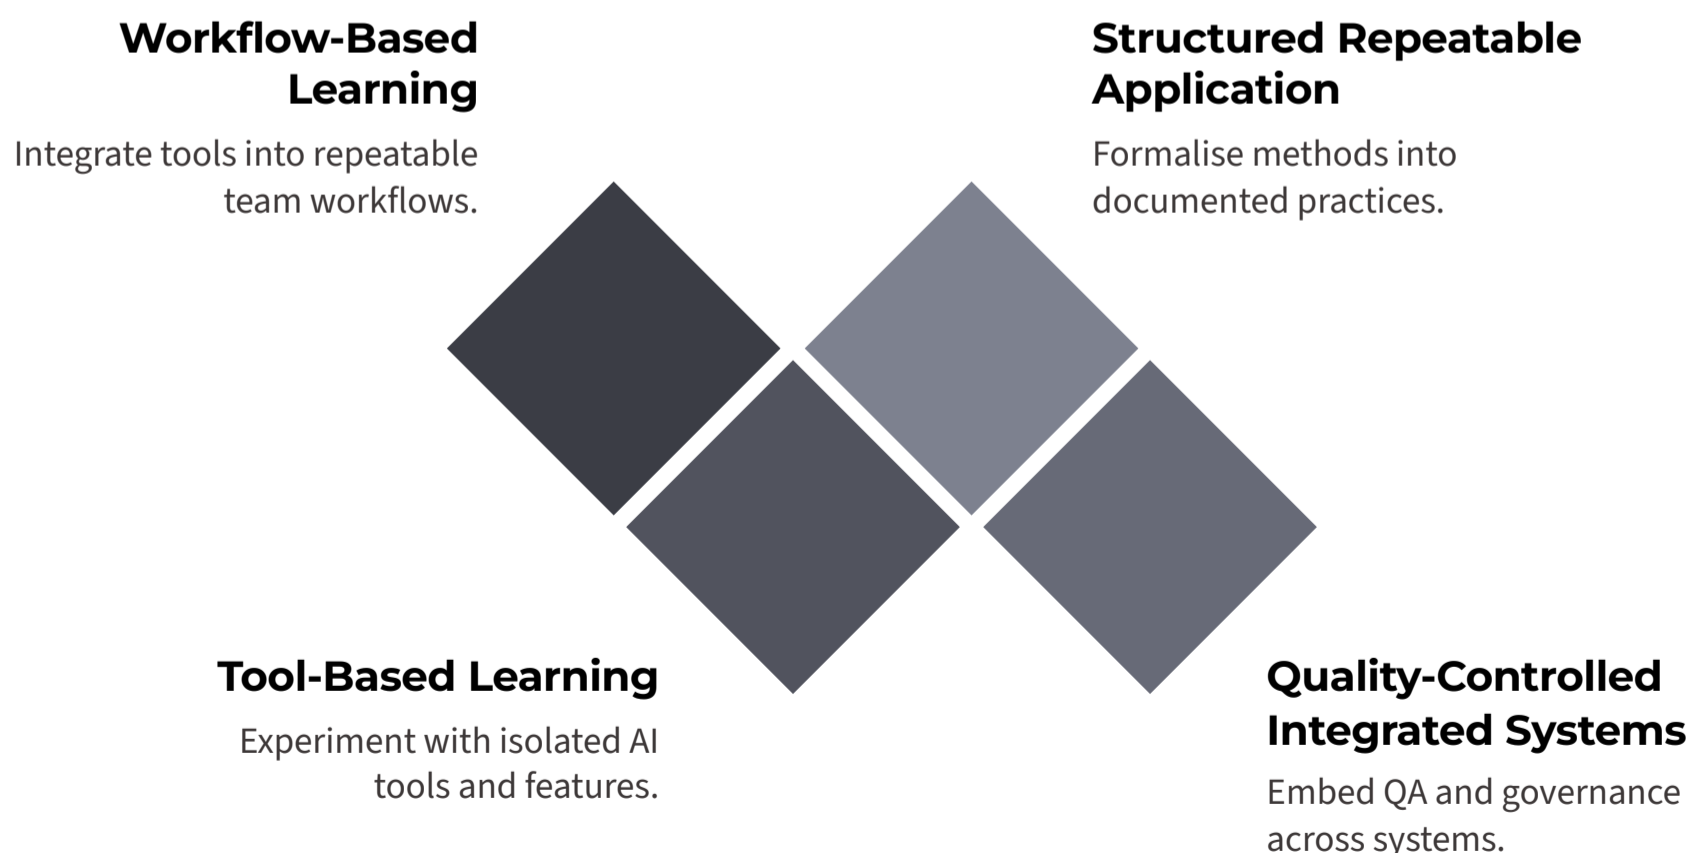 Workflow-Based
Learning
Integrate tools into repeatable
team workflows.
Structured Repeatable
Application
Formalise methods into
documented practices.
Tool-Based Learning
Experiment with isolated AI
tools and features.
Quality-Controlled
Integrated Systems
Embed QA and governance
across systems.